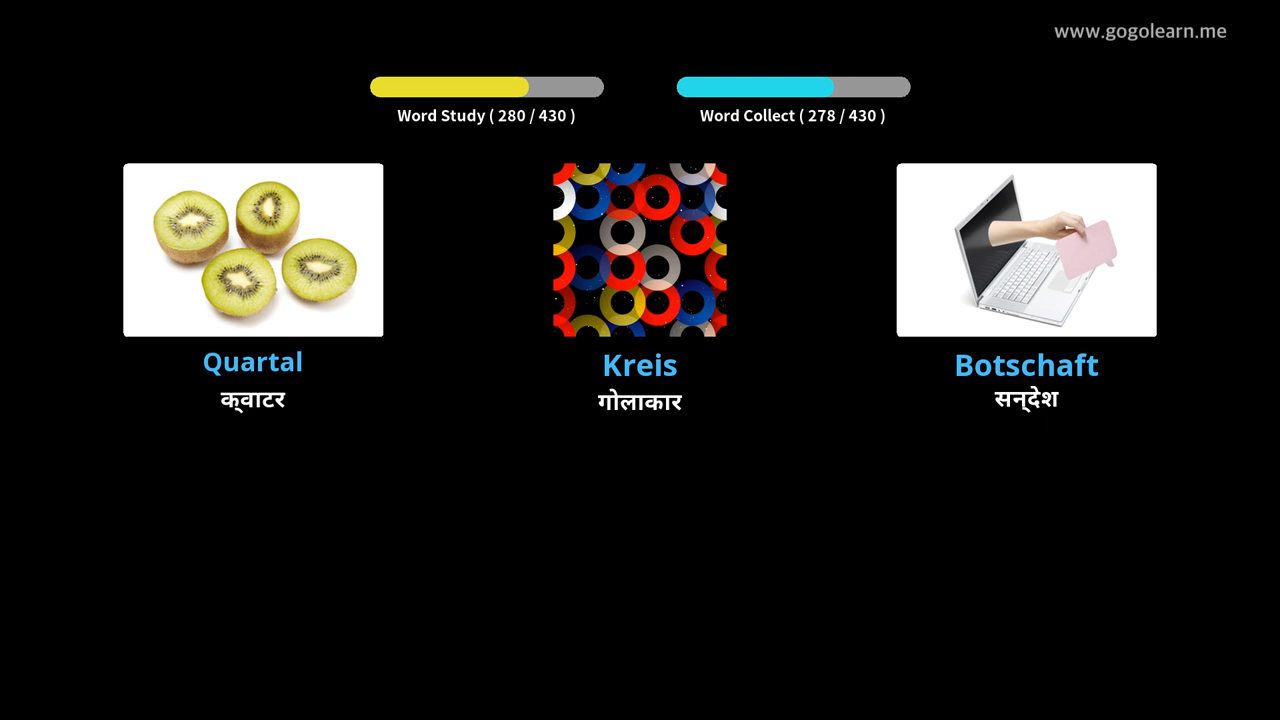 www.gogolearn.me
Word Study ( 280 / 430 )
Word Collect ( 278 / 430 )
Quartal
क्‌वाटर
Kreis
गोलाकार
Botschaft
सन्‌देश